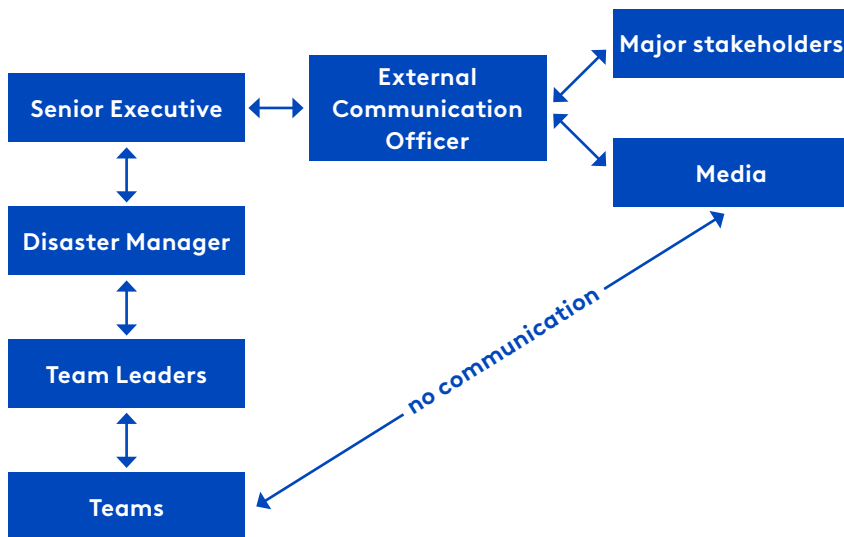 Major stakeholders
External
Communication
Officer
Senior Executive
Media
Disaster Manager
no communication
Team Leaders
Teams